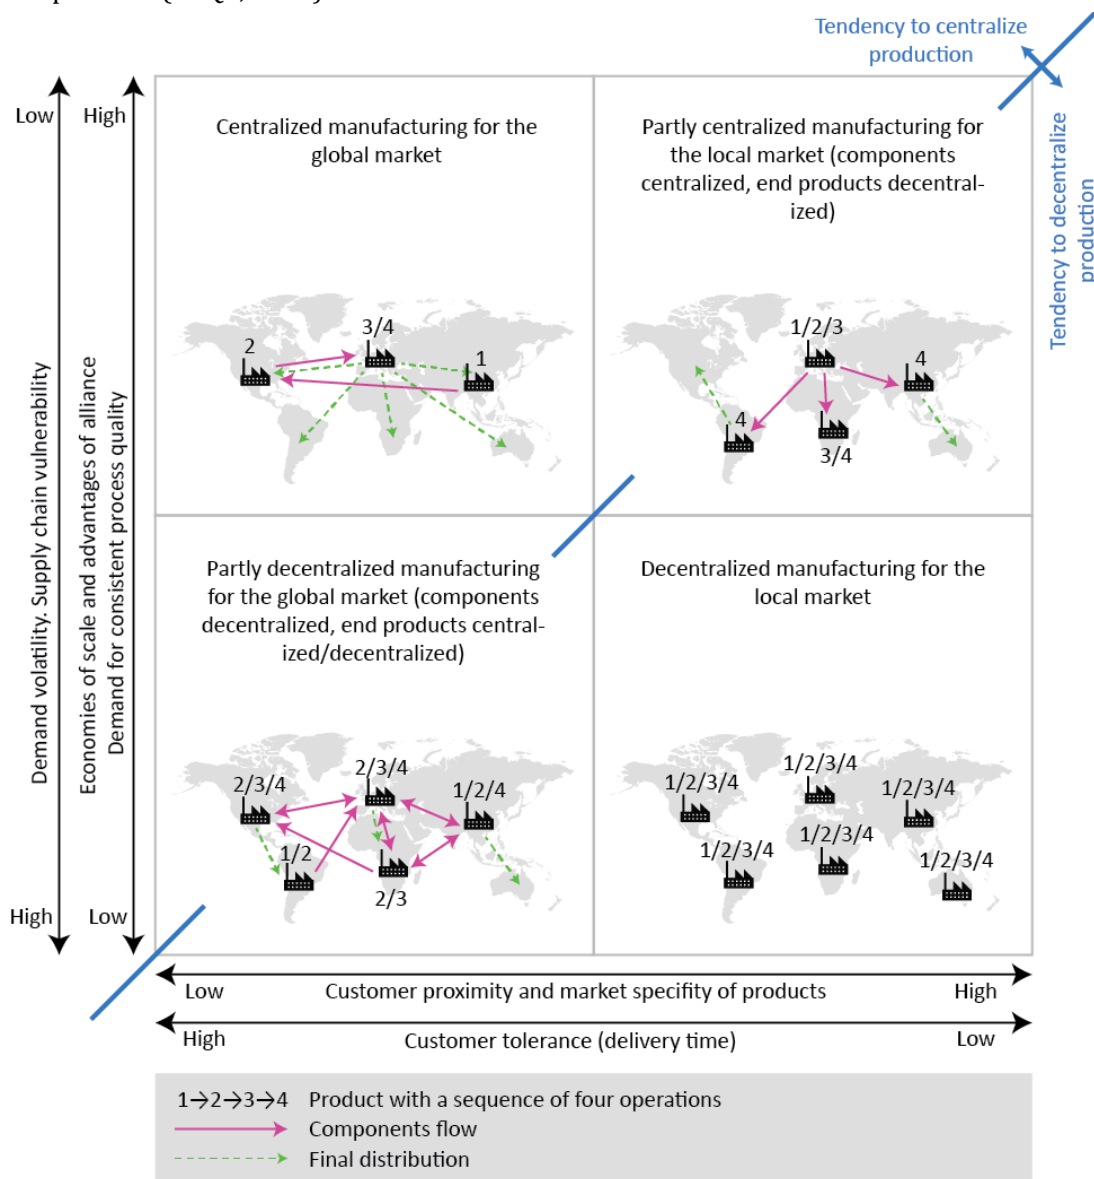 Tendency to centralize
production
Low
High
Centralized manufacturing for the
global market
Partly centralized manufacturing for
the local market (components
centralized, end products decentral-
ized)
Tendency to decentralize
production
2
3/4
1
1/2/3
4
4
3/4
Demand volatility. Supply chain vulnerability
Economies of scale and advantages of alliance
Demand for consistent process quality
Partly decentralized manufacturing
for the global market (components
decentralized, end products central-
ized/decentralized)
Decentralized manufacturing for the
local market
2/3/4
2/3/4
1/2/4
1/2
2/3
1/2/3/4
1/2/3/4
1/2/3/4
1/2/3/4
1/2/3/4
1/2/3/4
High
Low
Low
Customer proximity and market specifity of products
High
High
Customer tolerance (delivery time)
Low
1→2→3→4 Product with a sequence of four operations
Components flow
Final distribution